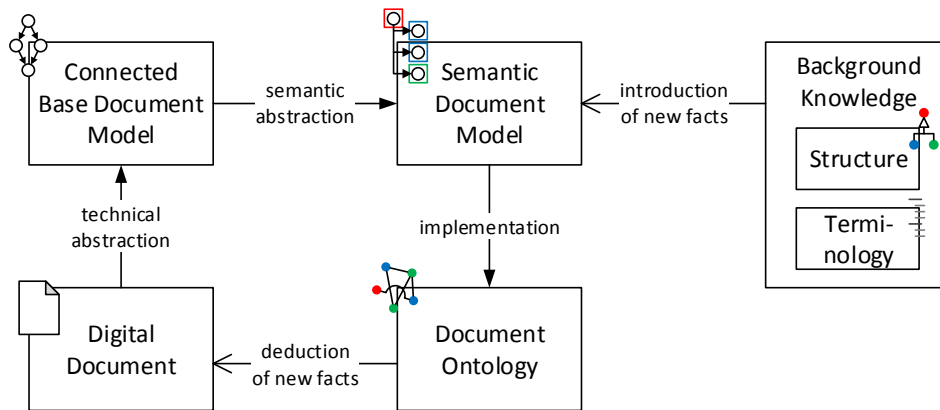 Connected
Base Document
Model
semantic
abstraction
Semantic
Document
Model
introduction
of new facts
Background
Knowledge
Structure
Termi-
nology
technical
abstraction
implementation
Digital
Document
deduction
of new facts
Document
Ontology